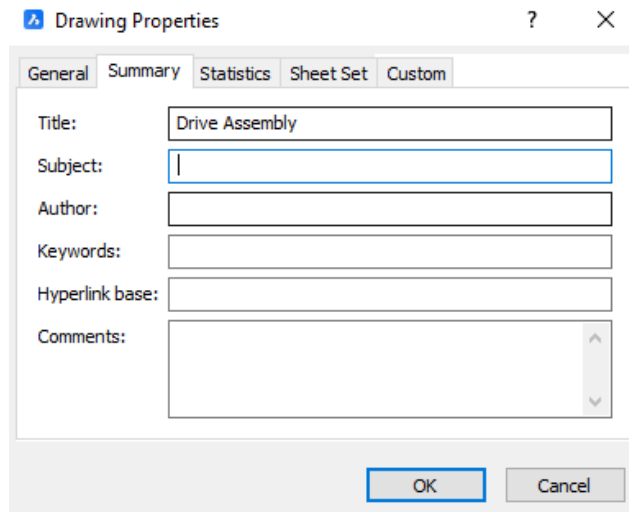 Drawing Properties ?
General Summary Statistics Sheet Set Custom
Title: Drive Assembly
Subject:
Author:
Keywords:
Hyperlink base:
Comments:
OK Cancel